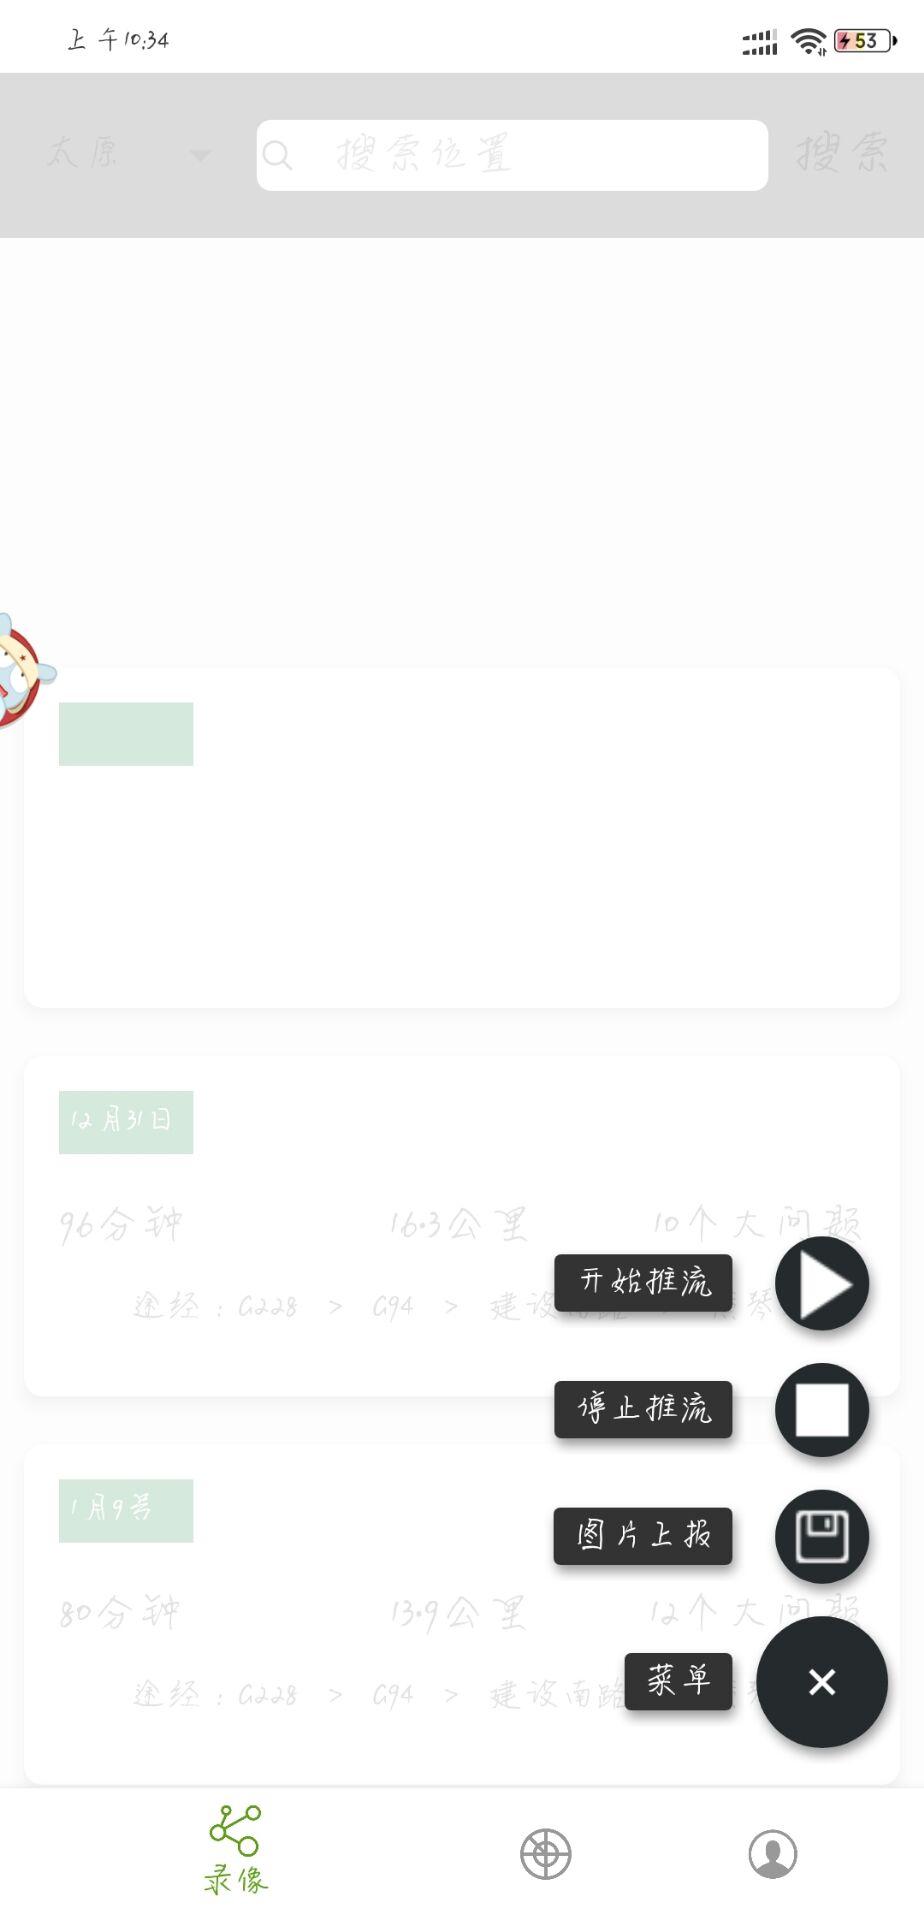 上午10:34
53
太原
搜索位置
搜索
12月31日
96分钟 16.3公里 10个大问题
开始推流
途经：G228 > G94 > 建设南路 >
停止推流
1月9号
图片上报
80分钟 13.9公里 12个大问题
菜单
途经：G228 > G94 > 建设南路
录像